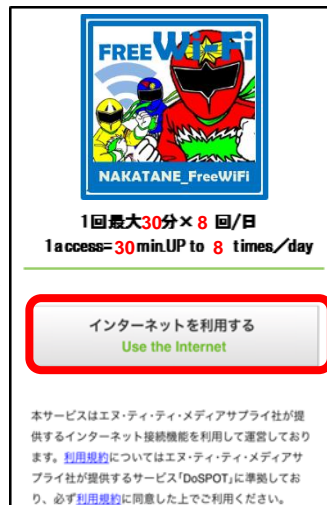 FREE Wi-Fi
NAKATANE_FreeWiFi
1回最大30分×8 回/日
1access=30min.UP to 8 times／day
インターネットを利用する
Use the Internet
本サービスはエヌ・ティ・ティ・メディアサプライ社が提
供するインターネット接続機能を利用して運営しており
ます。利用規約についてはエヌ・ティ・ティ・メディアサ
プライ社が提供するサービス「DoSPOT」に準拠してお
り、必ず利用規約に同意した上でご利用ください。